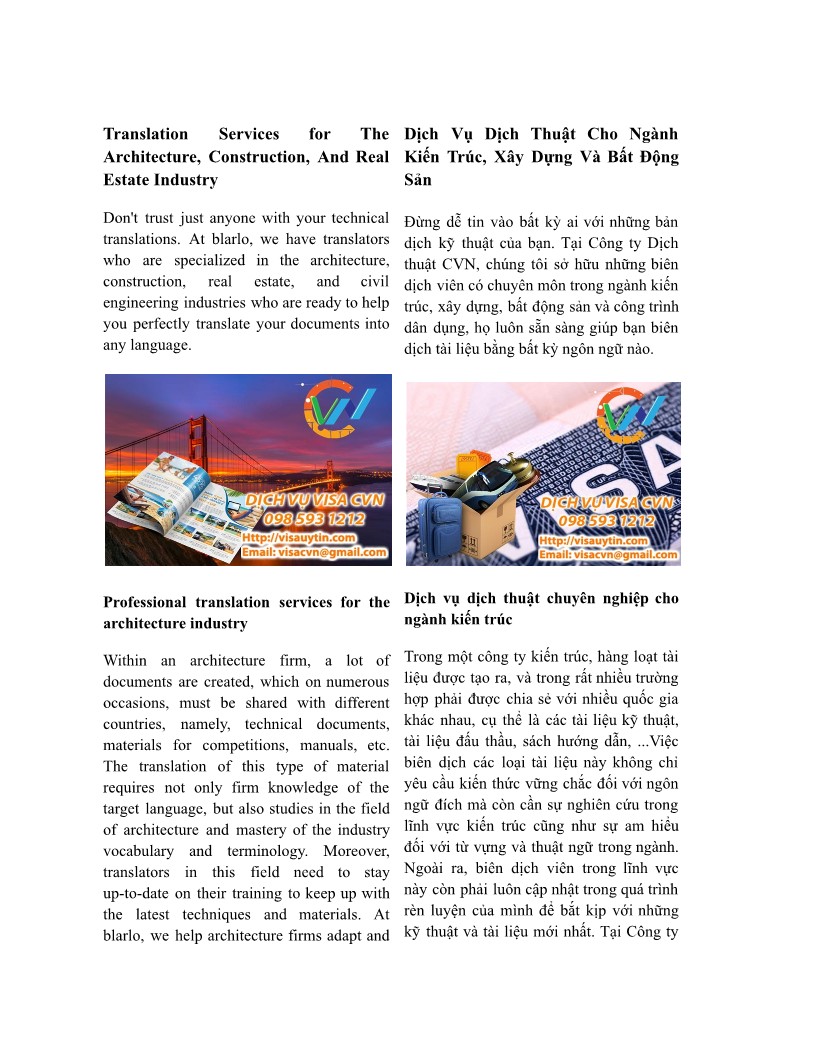 Translation Services for The
Architecture, Construction, And Real
Estate Industry
Don't trust just anyone with your technical
translations. At blarlo, we have translators
who are specialized in the architecture,
construction, real estate, and civil
engineering industries who are ready to help
you perfectly translate your documents into
any language.
CVN
DỊCH VỤ VISA CVN
098 593 1212
Http://visauytin.com
Email: visacvn@gmail.com
Professional translation services for the
architecture industry
Within an architecture firm, a lot of
documents are created, which on numerous
occasions, must be shared with different
countries, namely, technical documents,
materials for competitions, manuals, etc.
The translation of this type of material
requires not only firm knowledge of the
target language, but also studies in the field
of architecture and mastery of the industry
vocabulary and terminology. Moreover,
translators in this field need to stay
up-to-date on their training to keep up with
the latest techniques and materials. At
blarlo, we help architecture firms adapt and
Dịch Vụ Dịch Thuật Cho Ngành
Kiến Trúc, Xây Dựng Và Bất Động
Sản
Đừng dễ tin vào bất kỳ ai với những bản
dịch kỹ thuật của bạn. Tại Công ty Dịch
thuật CVN, chúng tôi sở hữu những biên
dịch viên có chuyên môn trong ngành kiến
trúc, xây dựng, bất động sản và công trình
dân dụng, họ luôn sẵn sàng giúp bạn biên
dịch tài liệu bằng bất kỳ ngôn ngữ nào.
CVN
VISA
DỊCH VỤ VISA CVN
098 593 1212
Http://visauytin.com
Email: visacvn@gmail.com
Dịch vụ dịch thuật chuyên nghiệp cho
ngành kiến trúc
Trong một công ty kiến trúc, hàng loạt tài
liệu được tạo ra, và trong rất nhiều trường
hợp phải được chia sẻ với nhiều quốc gia
khác nhau, cụ thể là các tài liệu kỹ thuật,
tài liệu đấu thầu, sách hướng dẫn, ...Việc
biên dịch các loại tài liệu này không chỉ
yêu cầu kiến thức vững chắc đối với ngôn
ngữ đích mà còn cần sự nghiên cứu trong
lĩnh vực kiến trúc cũng như sự am hiểu
đối với từ vựng và thuật ngữ trong ngành.
Ngoài ra, biên dịch viên trong lĩnh vực
này còn phải luôn cập nhật trong quá trình
rèn luyện của mình để bắt kịp với những
kỹ thuật và tài liệu mới nhất. Tại Công ty